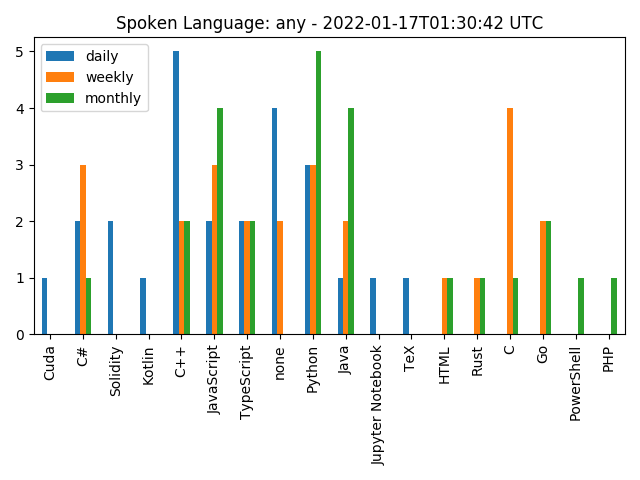 Spoken Language: any - 2022-01-17T01:30:42 UTC
daily
weekly
monthly
5
4
3
2
1
0
Cuda
C#
Solidity
Kotlin
C++
JavaScript
TypeScript
none
Python
Java
Jupyter Notebook
TeX
HTML
Rust
C
Go
PowerShell
PHP